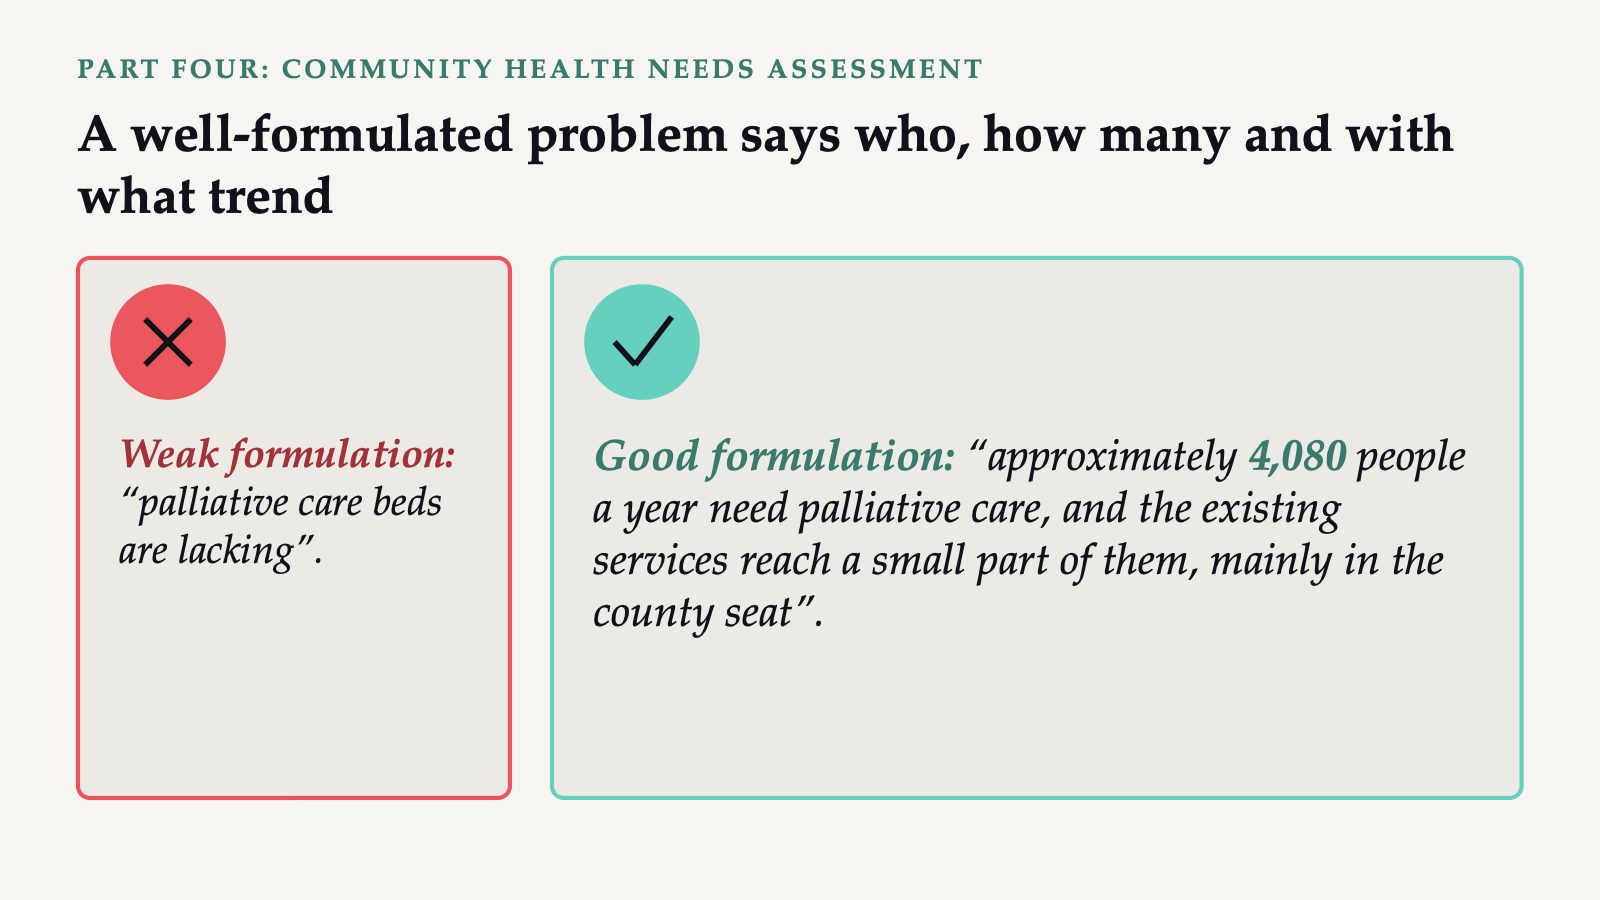 PART FOUR: COMMUNITY HEALTH NEEDS ASSESSMENT
A well-formulated problem says who, how many and with
what trend
Weak formulation:
“palliative care beds
are lacking”.
Good formulation: “approximately 4,080 people
a year need palliative care, and the existing
services reach a small part of them, mainly in the
county seat”.